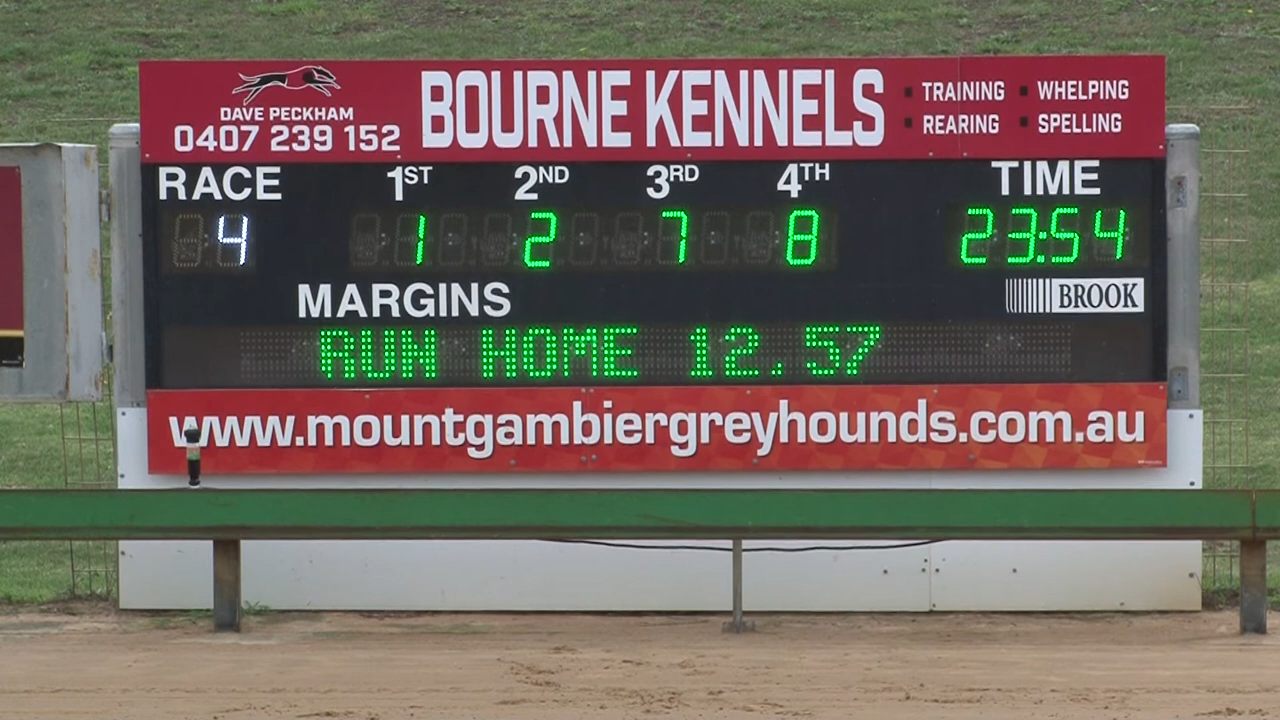 DAVE PECKHAM
0407 239 152
BOURNE KENNELS
TRAINING
WHELPING
REARING
SPELLING
RACE 1ST 2ND 3RD 4TH TIME
4 1 2 7 8 23:54
MARGINS
BROOK
RUN HOME 12.57
www.mountgambiergreyhounds.com.au